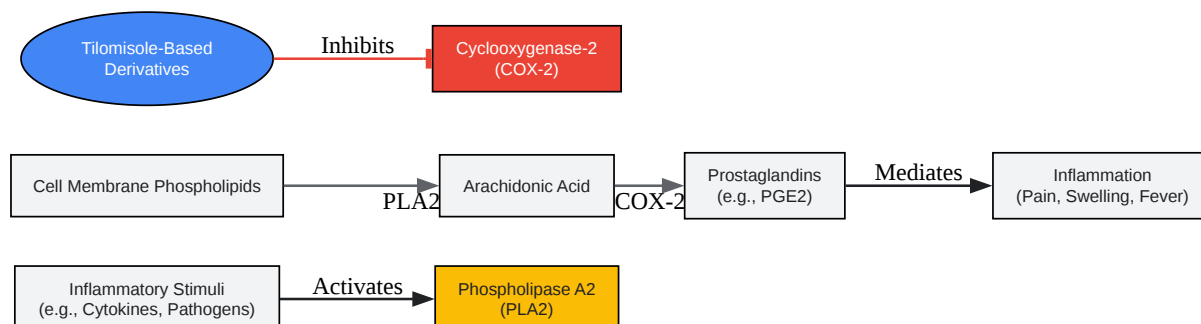 Tilomisole-Based
Derivatives
Inhibits
Cyclooxygenase-2
(COX-2)
Cell Membrane Phospholipids
PLA2
Arachidonic Acid
COX-2
Prostaglandins
(e.g., PGE2)
Mediates
Inflammation
(Pain, Swelling, Fever)
Inflammatory Stimuli
(e.g., Cytokines, Pathogens)
Activates
Phospholipase A2
(PLA2)